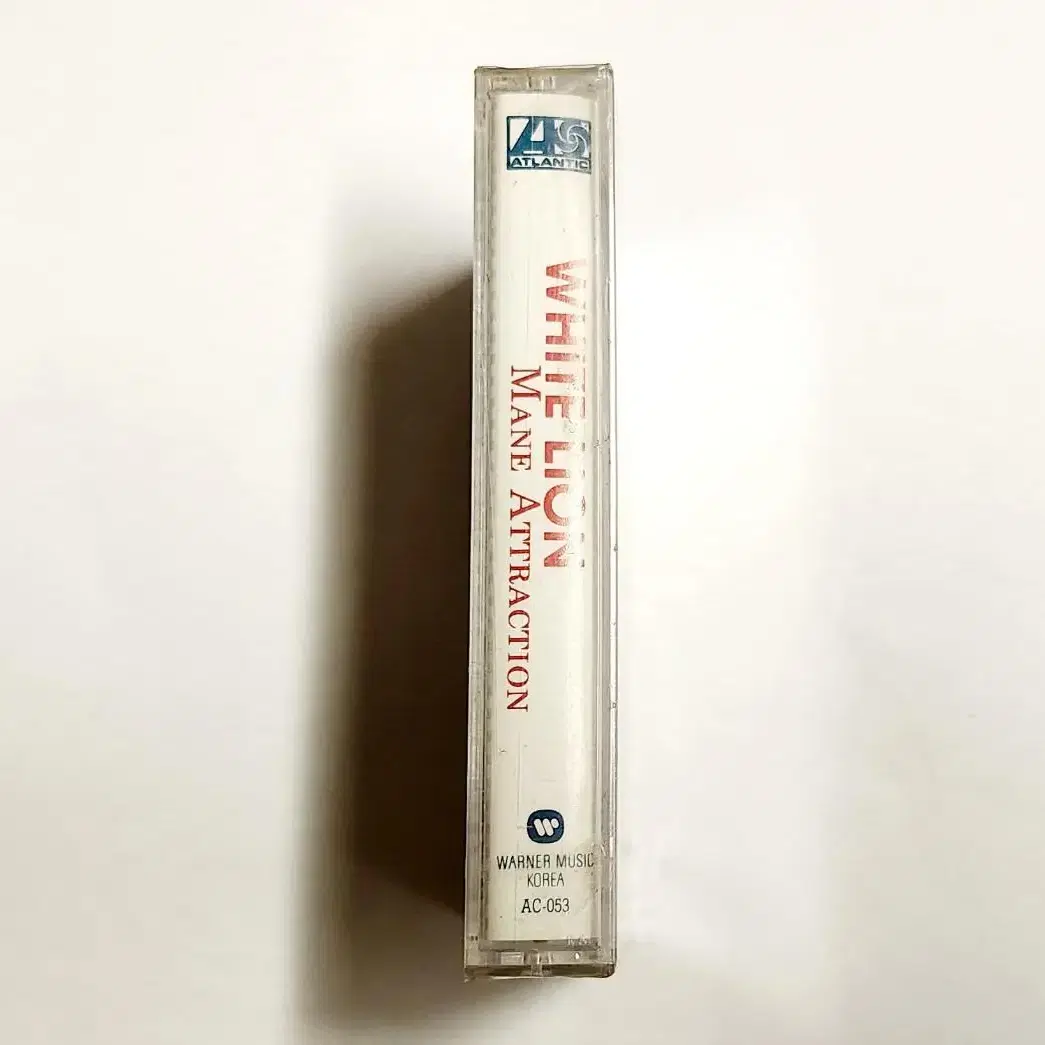 ATLANTIC
WHITE LION
MANE ATTRACTION
WARNER MUSIC
KOREA
AC-053